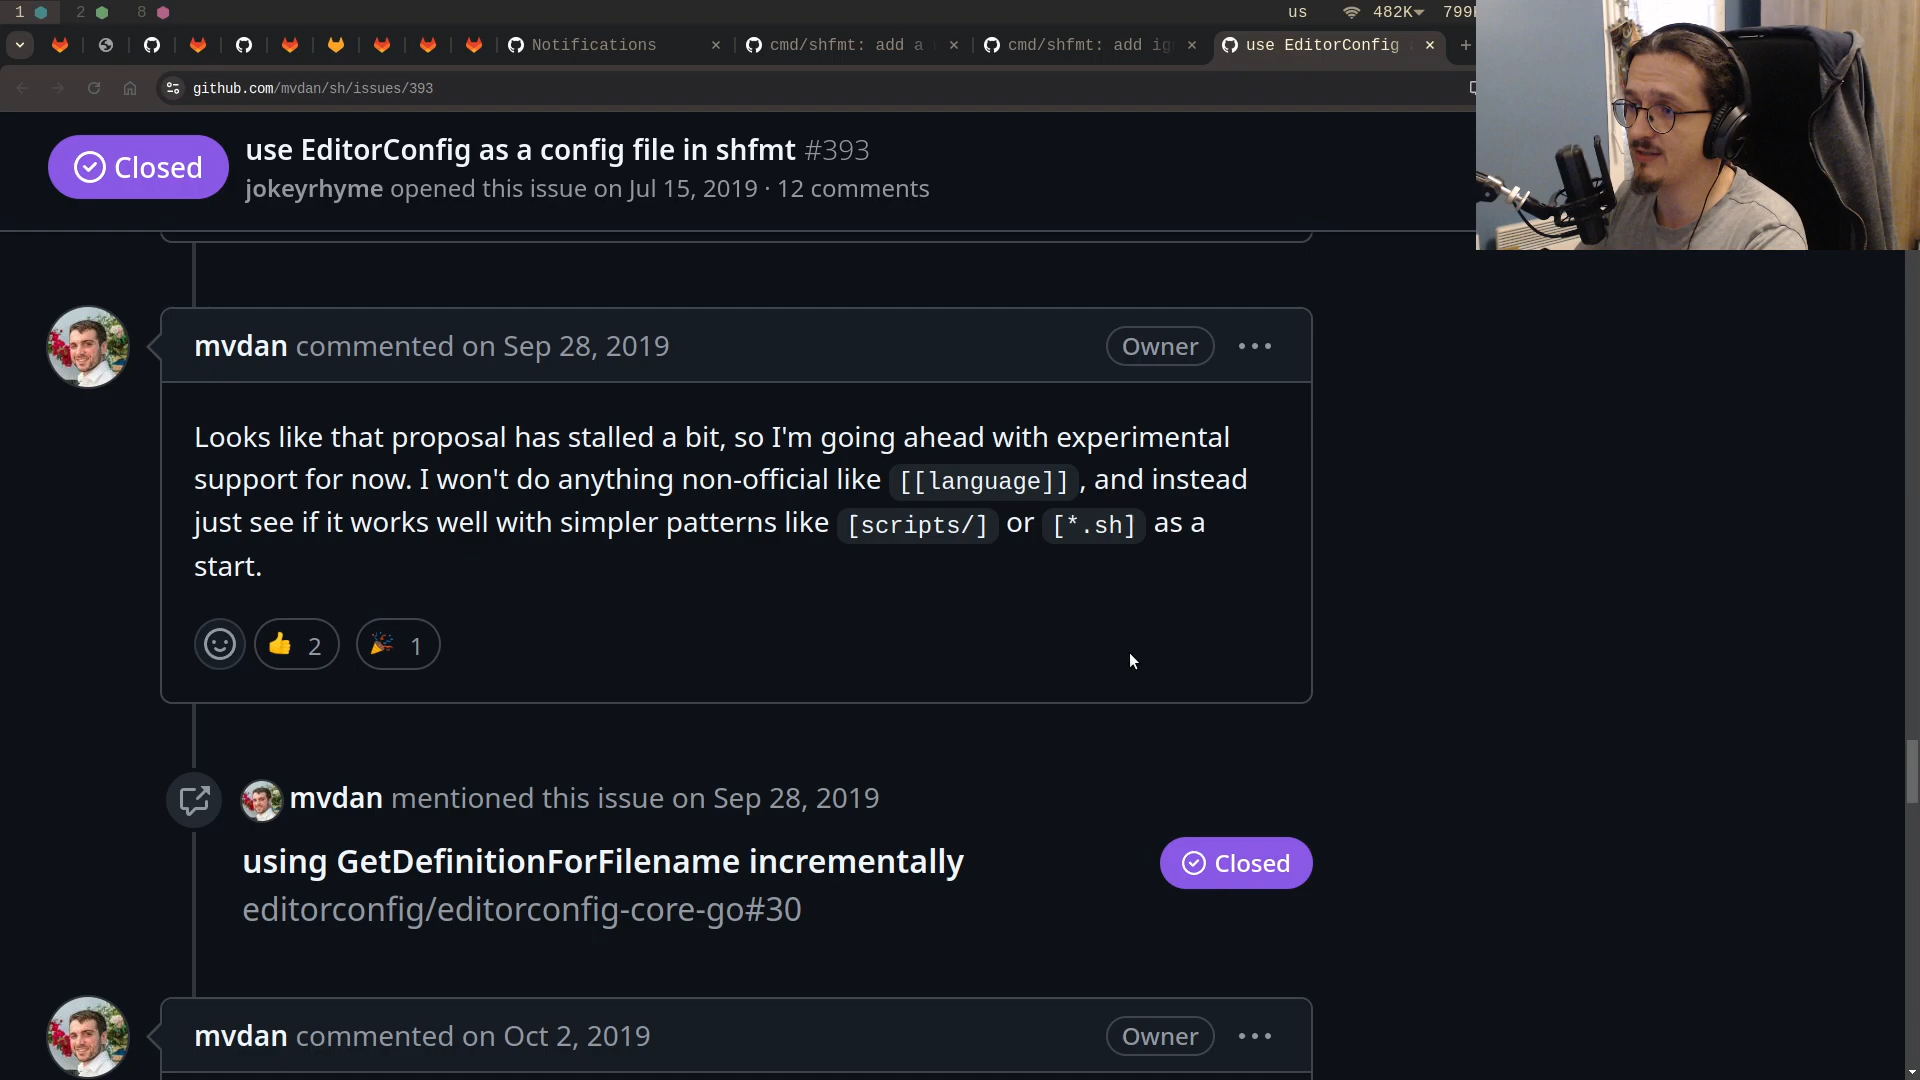 1 2 8 us 482K 799
Notifications cmd/shfmt: add a cmd/shfmt: add ig use EditorConfig
github.com/mvdan/sh/issues/393
Closed
use EditorConfig as a config file in shfmt #393
jokeyrhyme opened this issue on Jul 15, 2019 · 12 comments
mvdan commented on Sep 28, 2019 Owner
Looks like that proposal has stalled a bit, so I'm going ahead with experimental
support for now. I won't do anything non-official like [[language]], and instead
just see if it works well with simpler patterns like [scripts/] or [*.sh] as a
start.
👍 2 🎉 1
mvdan mentioned this issue on Sep 28, 2019
using GetDefinitionForFilename incrementally Closed
editorconfig/editorconfig-core-go#30
mvdan commented on Oct 2, 2019 Owner